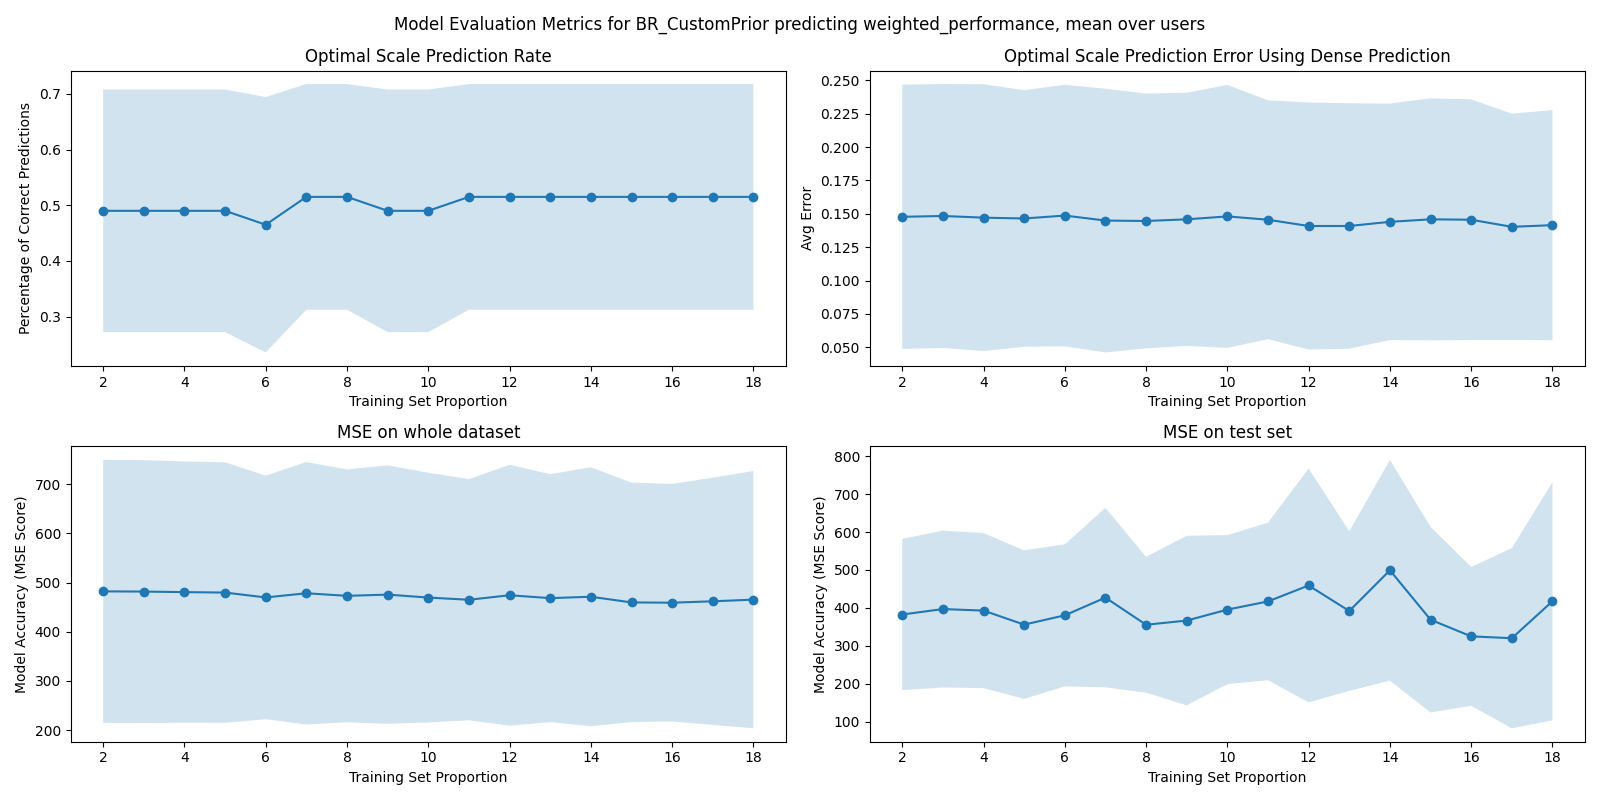 Model Evaluation Metrics for BR_CustomPrior predicting weighted_performance, mean over users
Optimal Scale Prediction Rate
Percentage of Correct Predictions
0.7
0.6
0.5
0.4
0.3
2 4 6 8 10 12 14 16 18
Training Set Proportion
Optimal Scale Prediction Error Using Dense Prediction
Avg Error
0.250
0.225
0.200
0.175
0.150
0.125
0.100
0.075
0.050
2 4 6 8 10 12 14 16 18
Training Set Proportion
MSE on whole dataset
Model Accuracy (MSE Score)
700
600
500
400
300
200
2 4 6 8 10 12 14 16 18
Training Set Proportion
MSE on test set
Model Accuracy (MSE Score)
800
700
600
500
400
300
200
100
2 4 6 8 10 12 14 16 18
Training Set Proportion